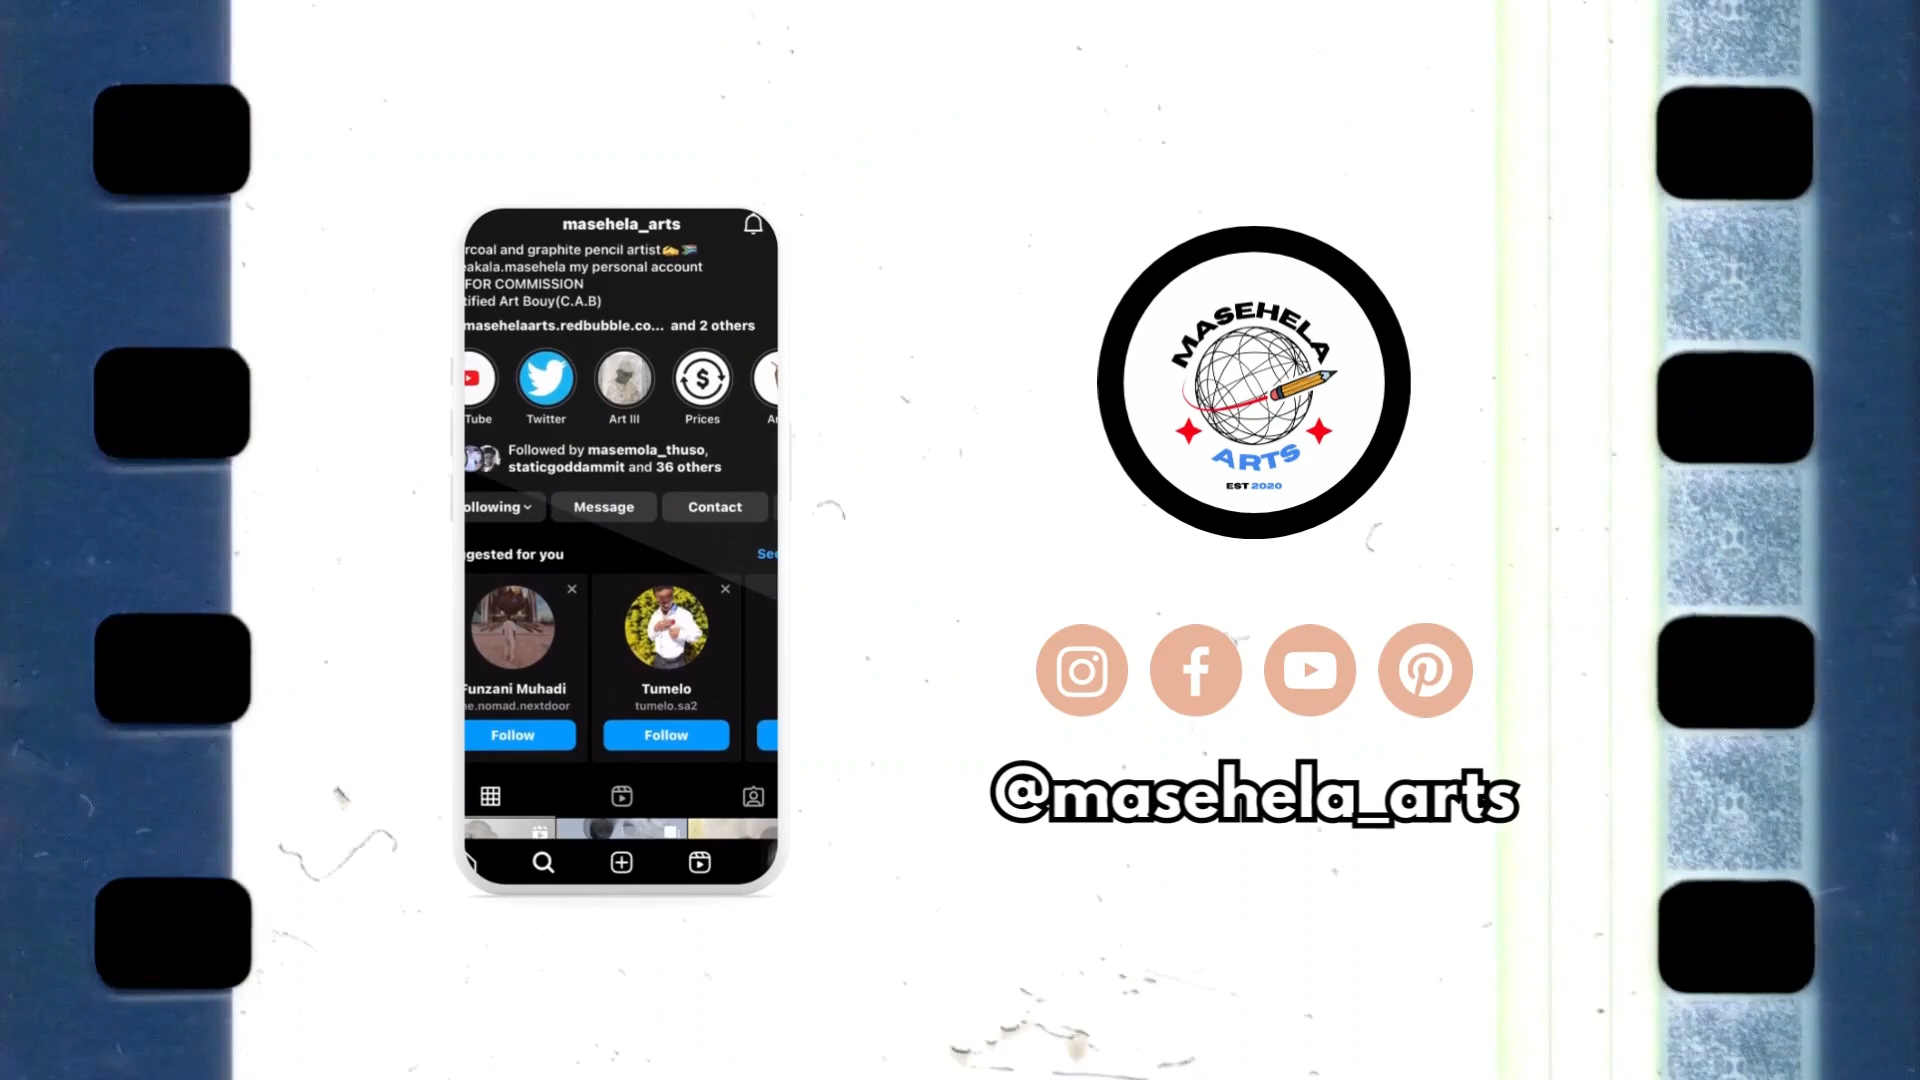 masehela_arts
rcoal and graphite pencil artist✍️🇿🇦
eakala.masehela my personal account
FOR COMMISSION
tified Art Bouy(C.A.B)
masehelaarts.redbubble.co... and 2 others
Tube
Twitter
Art III
Prices
Followed by masemola_thuso,
staticgoddammit and 36 others
ollowing
Message
Contact
gested for you
See
Funzani Muhadi
Tumelo
e.nomad.nextdoor
tumelo.sa2
Follow
Follow
MASEHELA
ARTS
EST 2020
@masehela_arts